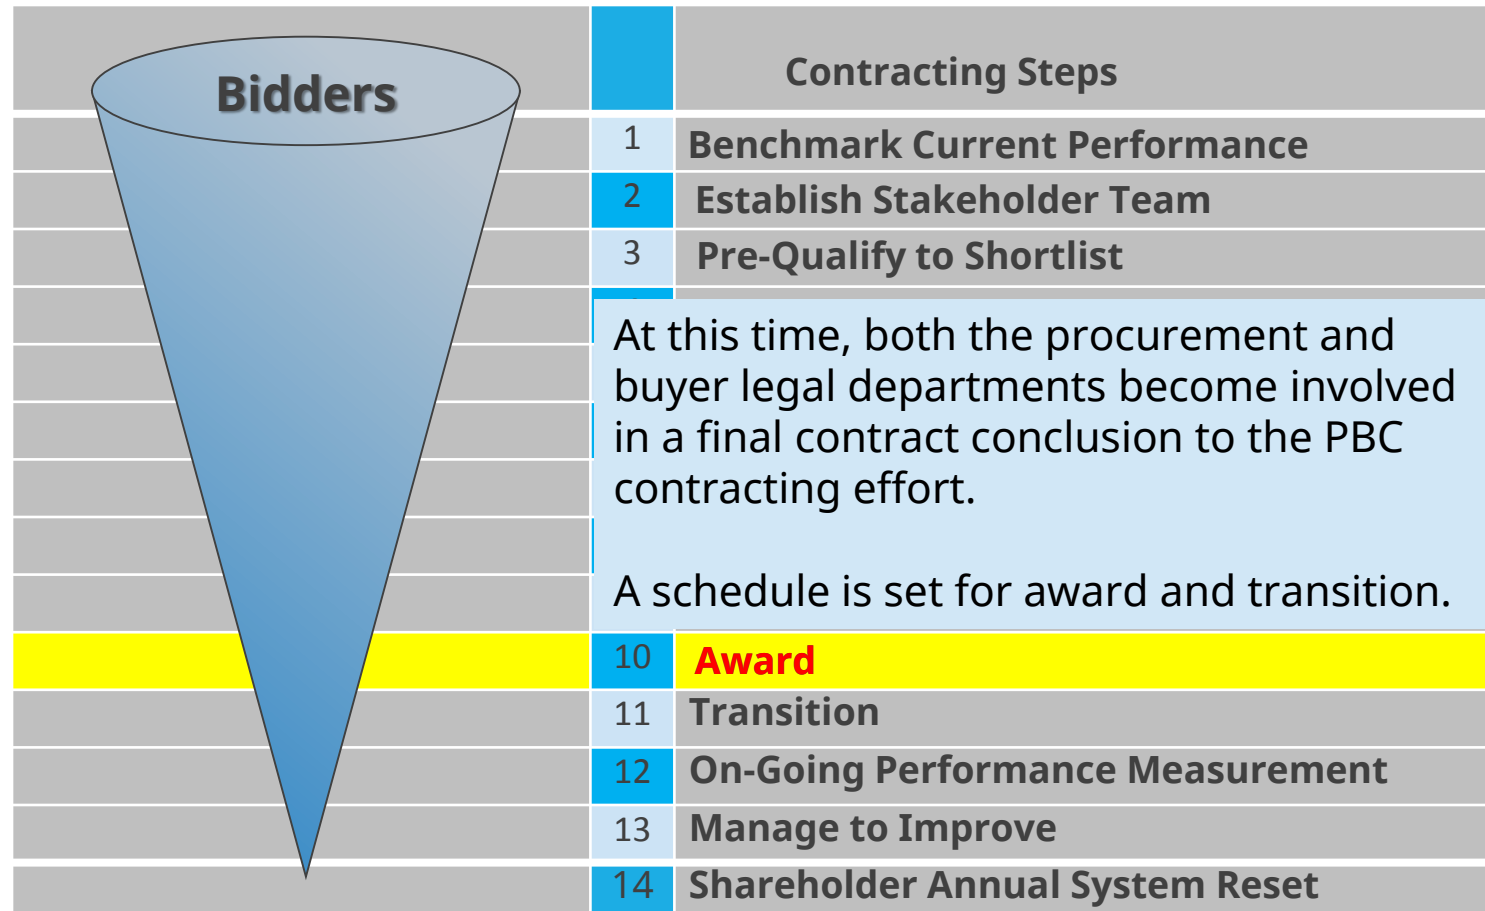 Bidders
Contracting Steps
1 Benchmark Current Performance
2 Establish Stakeholder Team
3 Pre-Qualify to Shortlist
At this time, both the procurement and
buyer legal departments become involved
in a final contract conclusion to the PBC
contracting effort.
A schedule is set for award and transition.
10 Award
11 Transition
12 On-Going Performance Measurement
13 Manage to Improve
14 Shareholder Annual System Reset